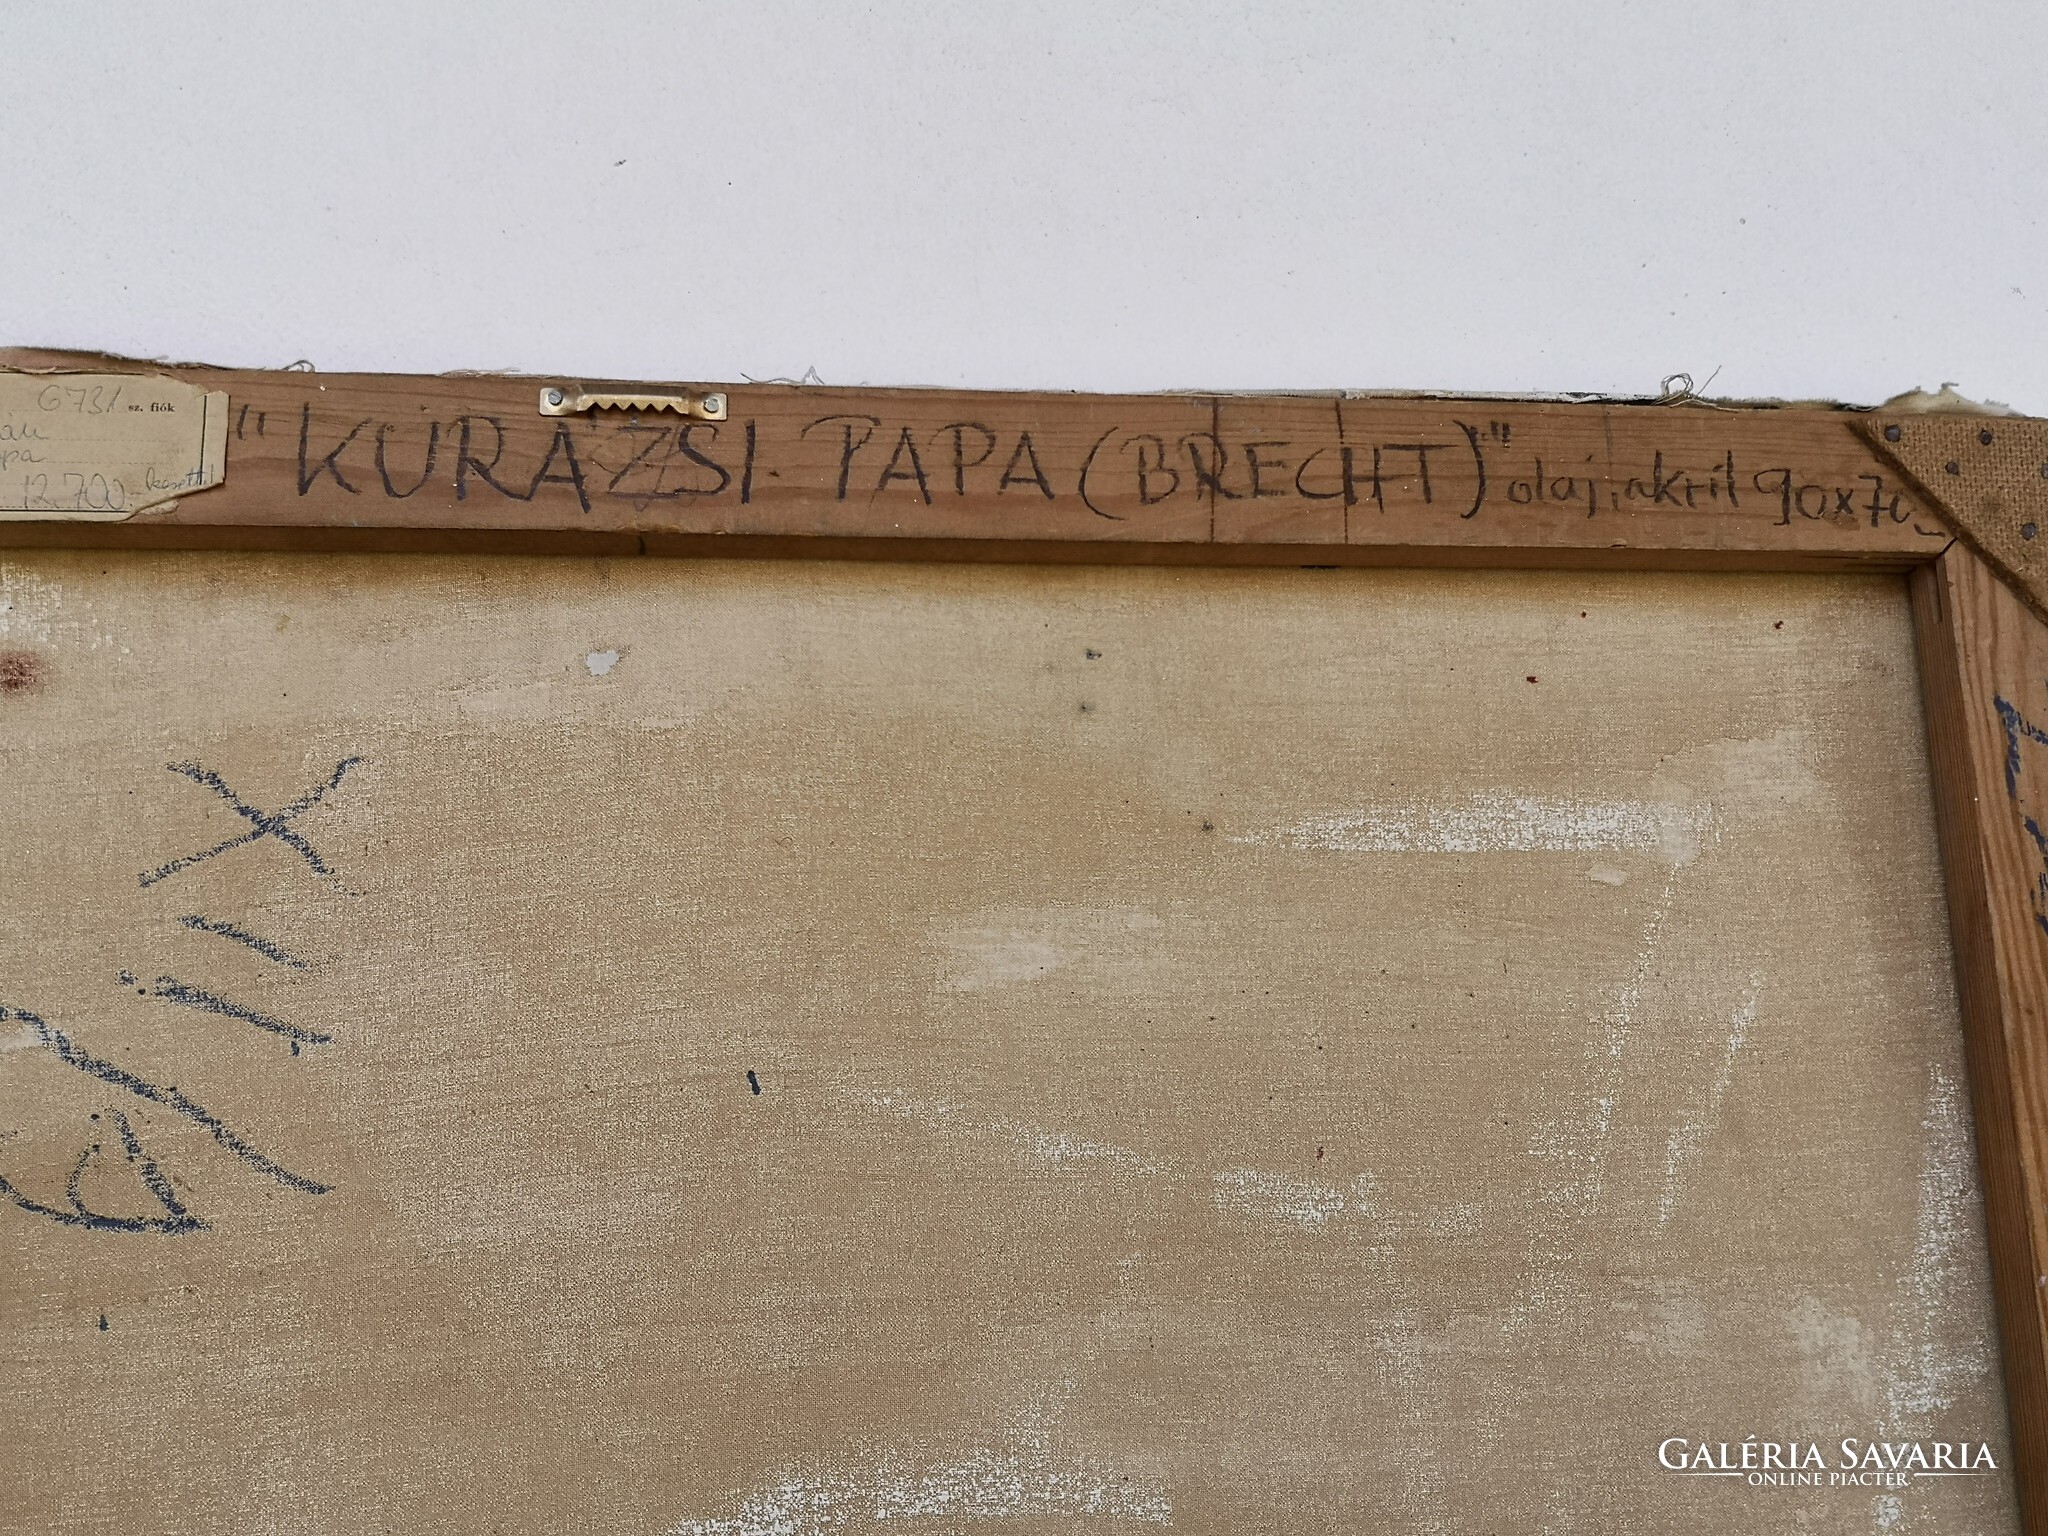 6731 sz. fiók
12.700
"KURÁZSI PAPA (BRECHT)" olaj, akril 90x70
GALÉRIA SAVARIA
ONLINE PIACTÉR